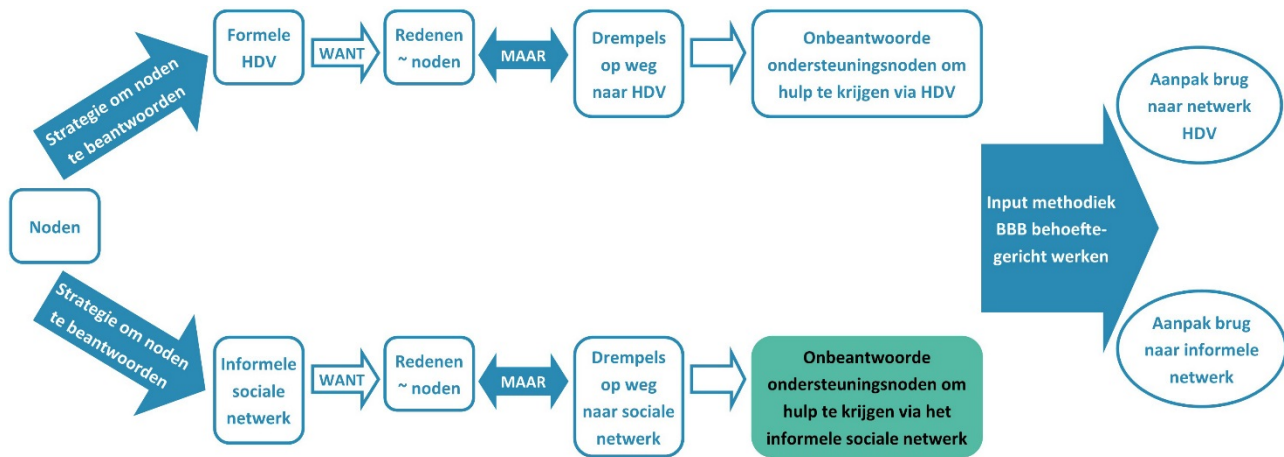 Strategie om noden
te beantwoorden
Formele
HDV
WANT
Redenen
~ noden
MAAR
Drempels
op weg
naar HDV
Onbeantwoorde
ondersteuningsnoden om
hulp te krijgen via HDV
Aanpak brug
naar netwerk
HDV
Noden
Input methodiek
BBB behoefte-
gericht werken
Strategie om noden
te beantwoorden
Informele
sociale
netwerk
WANT
Redenen
~ noden
MAAR
Drempels
op weg
naar sociale
netwerk
Onbeantwoorde
ondersteuningsnoden om
hulp te krijgen via het
informele sociale netwerk
Aanpak brug
naar informele
netwerk